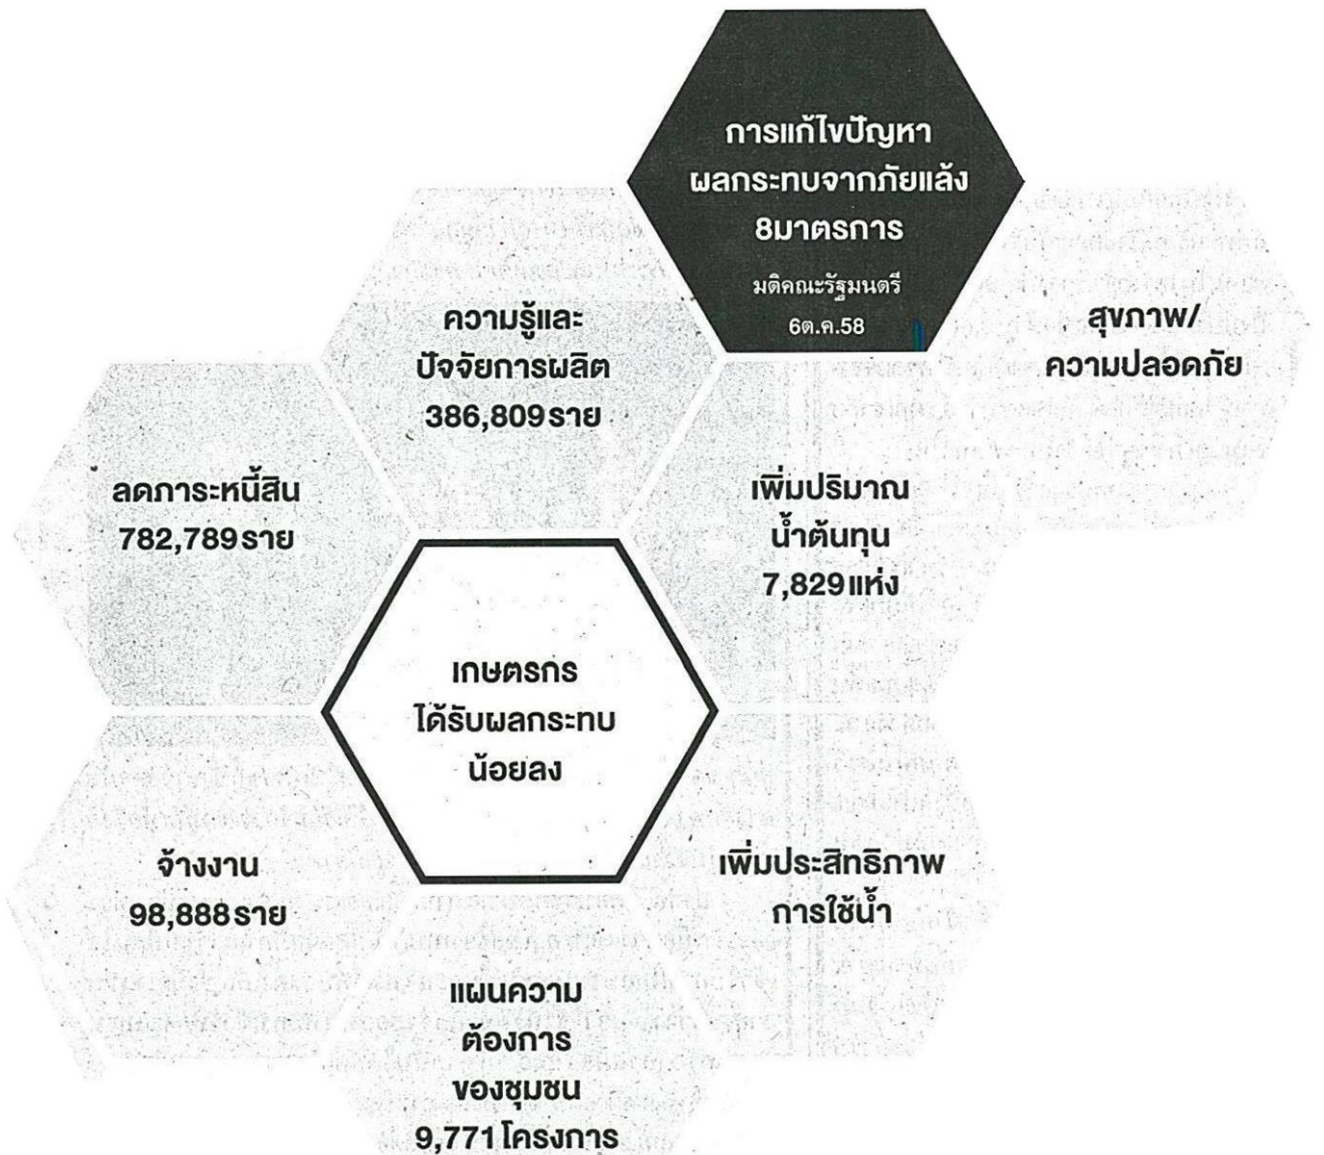 การแก้ไขปัญหา
ผลกระทบจากภัยแล้ง
8มาตรการ
มติคณะรัฐมนตรี
6ต.ค.58
ความรู้และ
ปัจจัยการผลิต
386,809ราย
สุขภาพ/
ความปลอดภัย
ลดภาระหนี้สิน
782,789ราย
เพิ่มปริมาณ
น้ำต้นทุน
7,829แห่ง
เกษตรกร
ได้รับผลกระทบ
น้อยลง
จ้างงาน
98,888ราย
เพิ่มประสิทธิภาพ
การใช้น้ำ
แผนความ
ต้องการ
ของชุมชน
9,771โครงการ